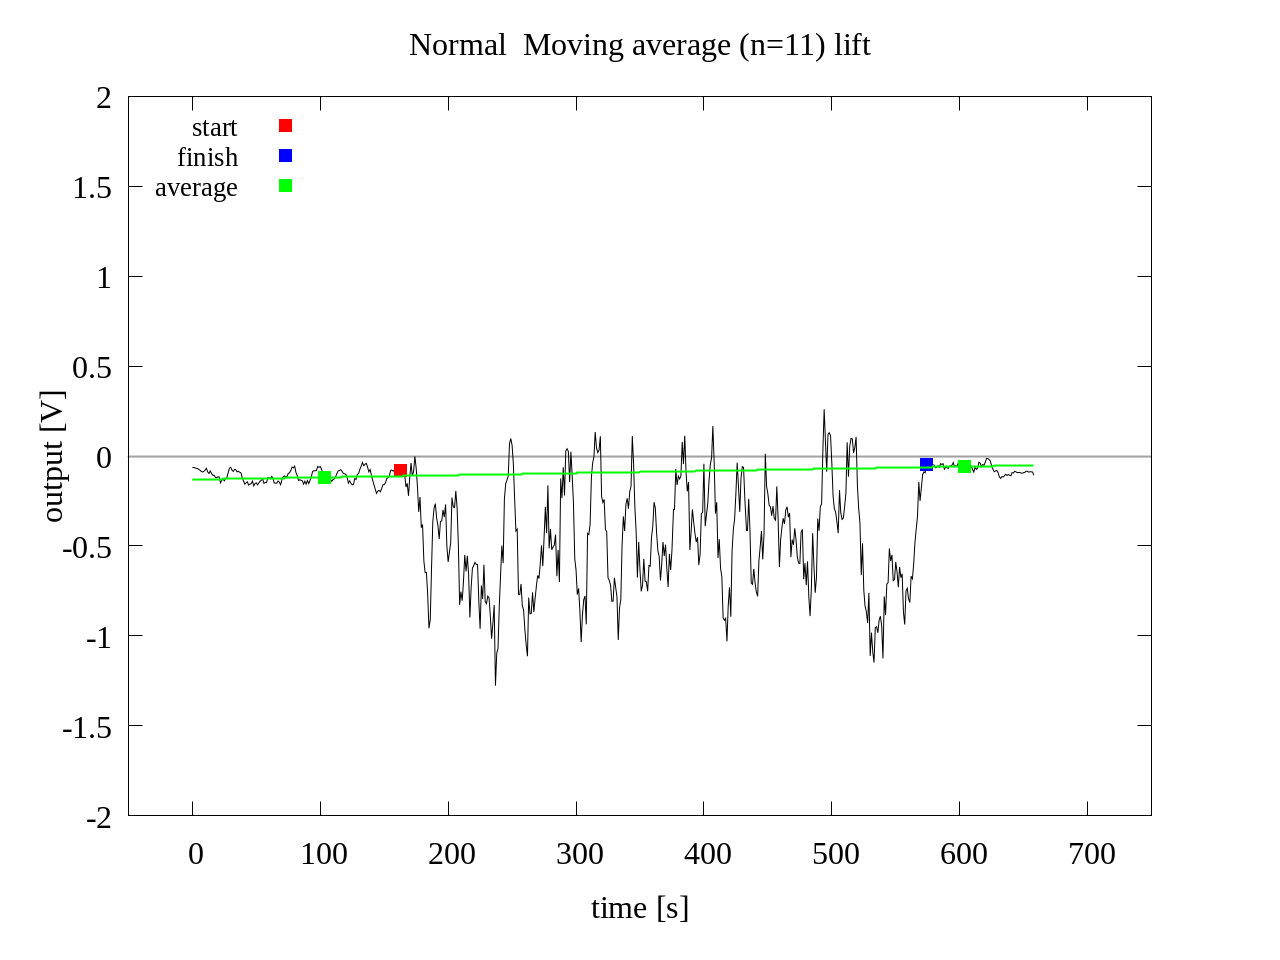 Normal  Moving average (n=11) lift
start
finish
average
2
1.5
1
0.5
0
-0.5
-1
-1.5
-2
output [V]
0 100 200 300 400 500 600 700
time [s]